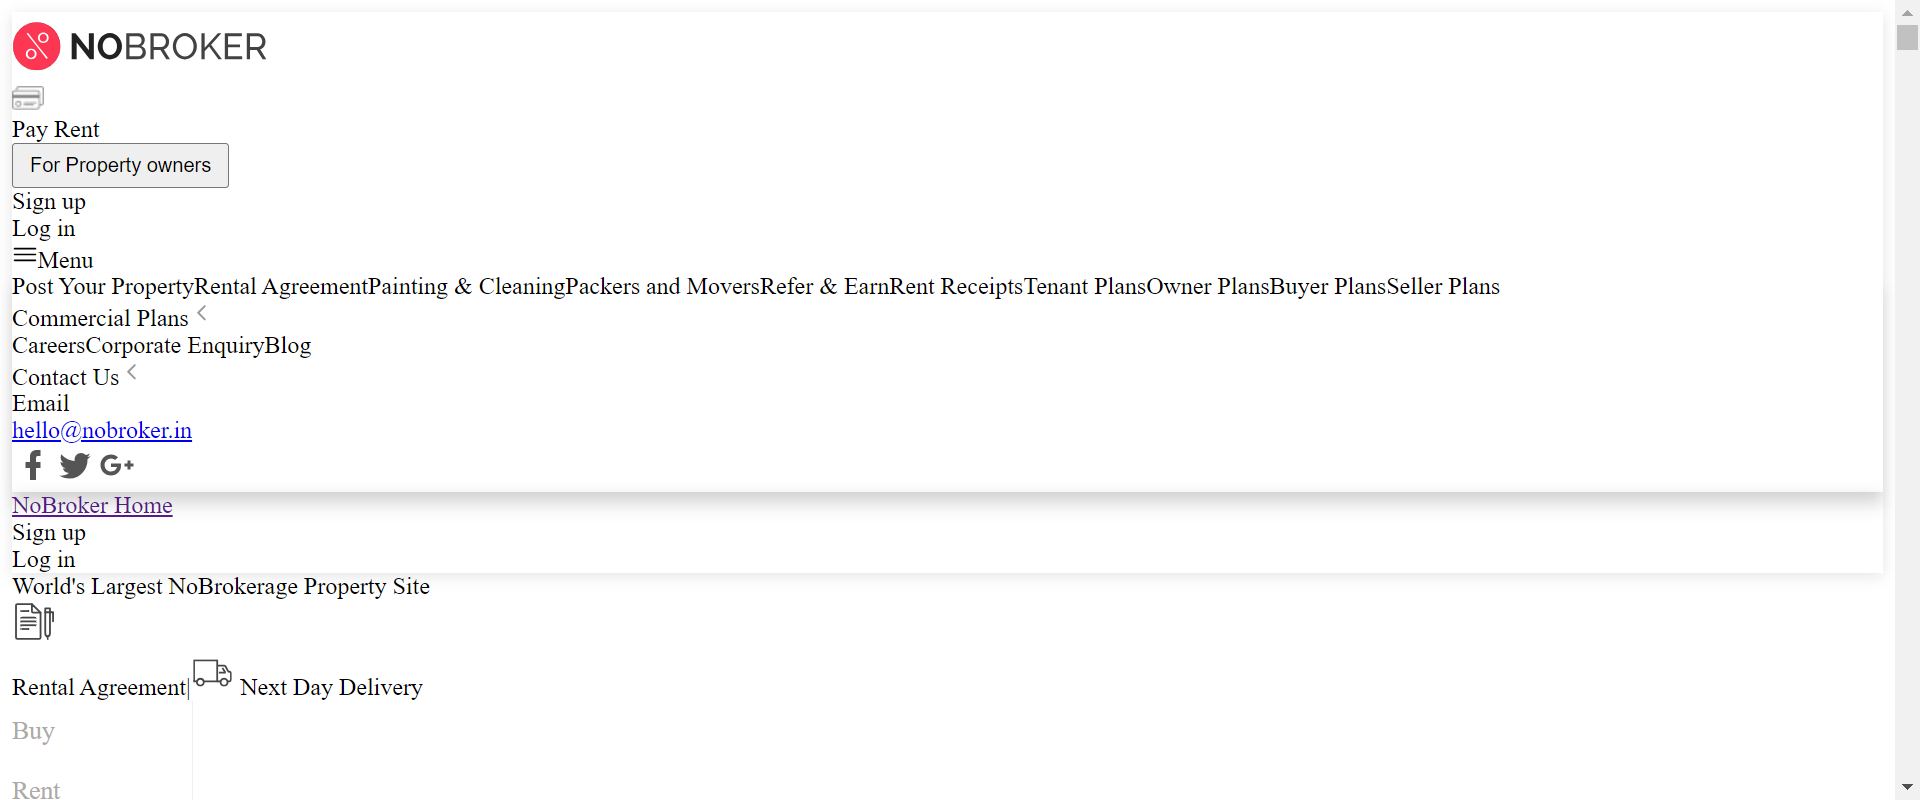 NOBROKER
Pay Rent
For Property owners
Sign up
Log in
Menu
Post Your PropertyRental AgreementPainting & CleaningPackers and MoversRefer & EarnRent ReceiptsTenant PlansOwner PlansBuyer PlansSeller Plans
Commercial Plans
CareersCorporate EnquiryBlog
Contact Us
Email
hello@nobroker.in
NoBroker Home
Sign up
Log in
World's Largest NoBrokerage Property Site
Rental Agreement| Next Day Delivery
Buy
Rent